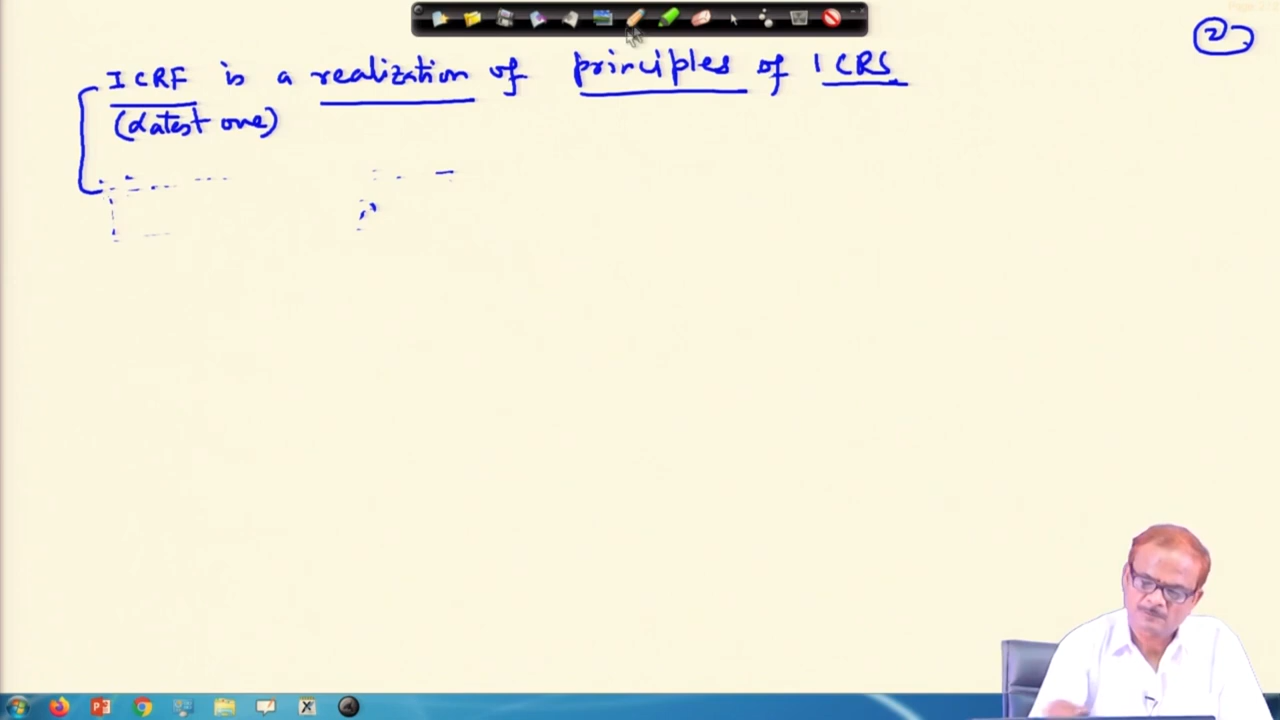 2
ICRF is a realization of principles of ICRS
(Latest one)